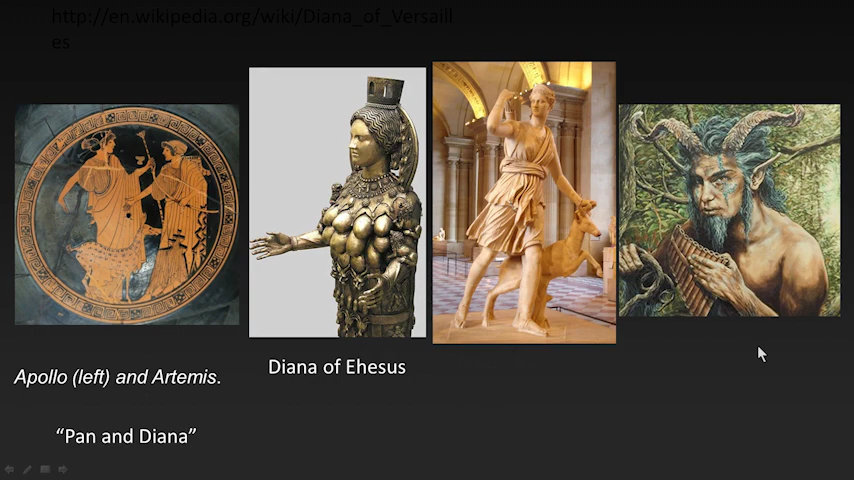 http://en.wikipedia.org/wiki/Diana_of_Versaill
es
Diana of Ehesus
Apollo (left) and Artemis.
“Pan and Diana”